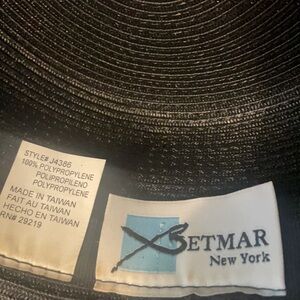 STYLE# J4386
100% POLYPROPYLENE
POLIPROPILENO
POLYPROPYLENE
MADE IN TAIWAN
FAIT AU TAIWAN
HECHO EN TAIWAN
RN# 29219
BETMAR
New York